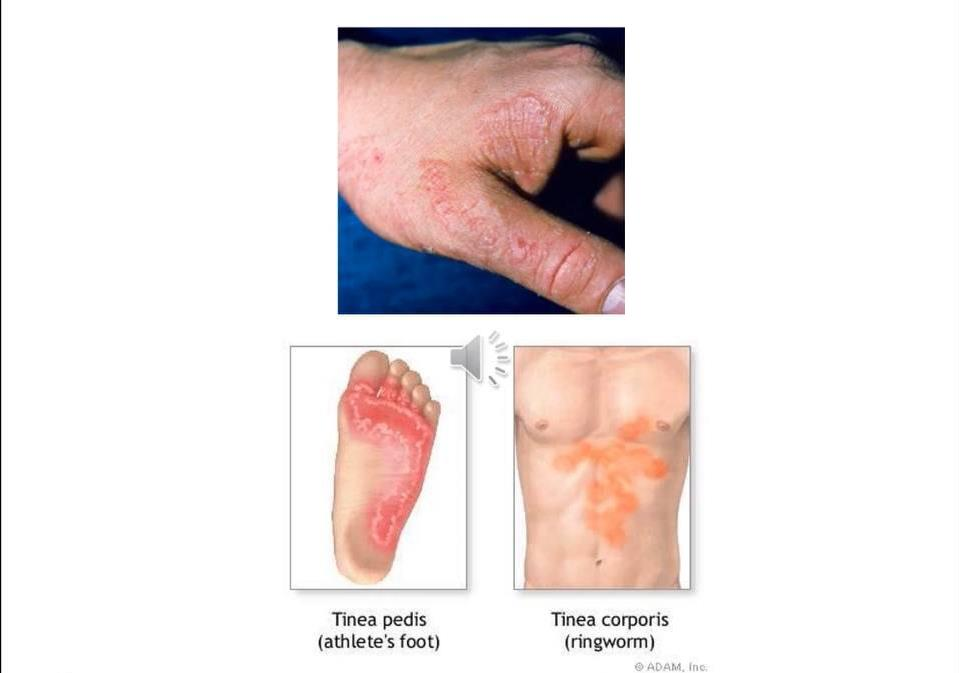 Tinea pedis
(athlete's foot)
Tinea corporis
(ringworm)
© ADAM, Inc.